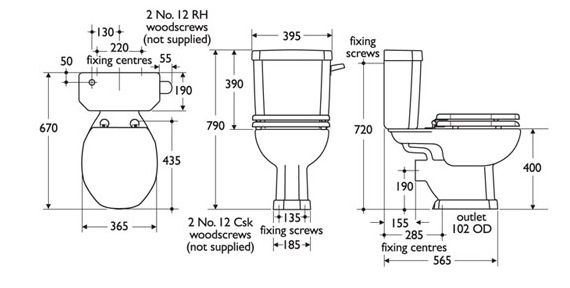 2 No. 12 RH
woodscrews
(not supplied)
130
220
fixing centres
55
50
190
670
435
365
395
390
790
2 No. 12 Csk
woodscrews
(not supplied)
135
fixing screws
185
fixing
screws
720
190
400
155
outlet
102 OD
285
fixing centres
565